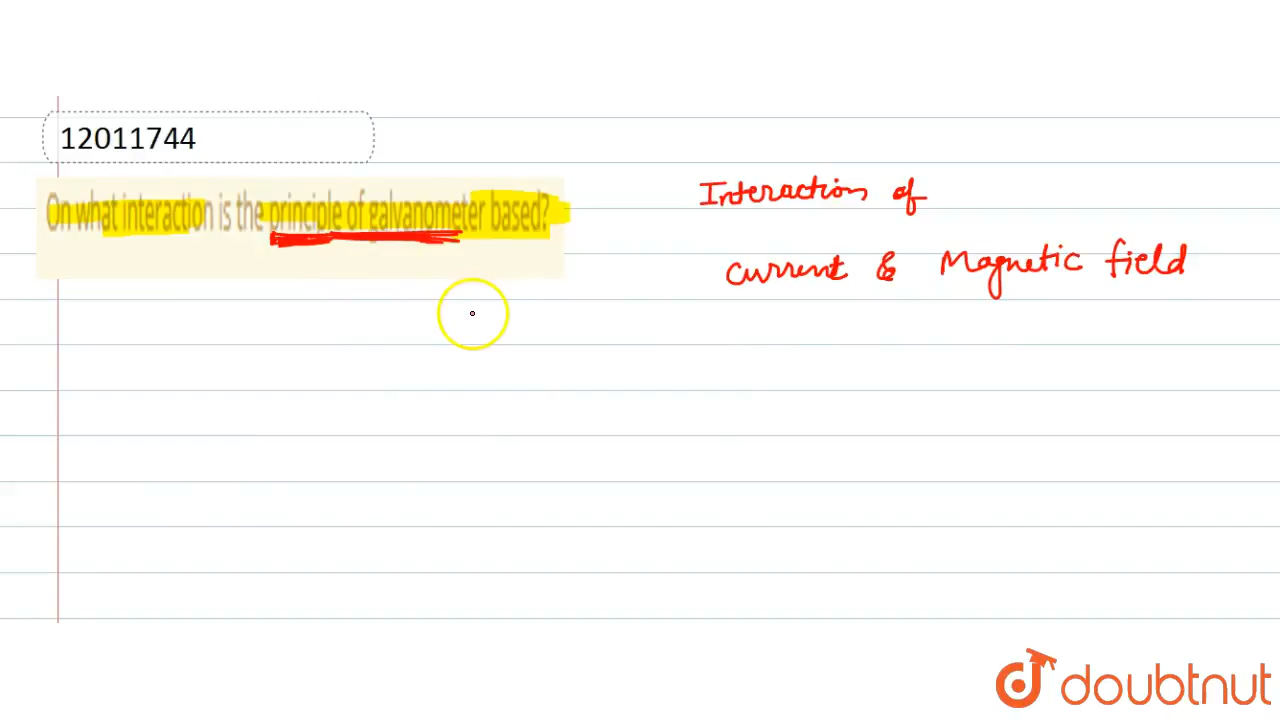 12011744
On what interaction is the principle of galvanometer based?
Interaction of
current & Magnetic field
doubtnut